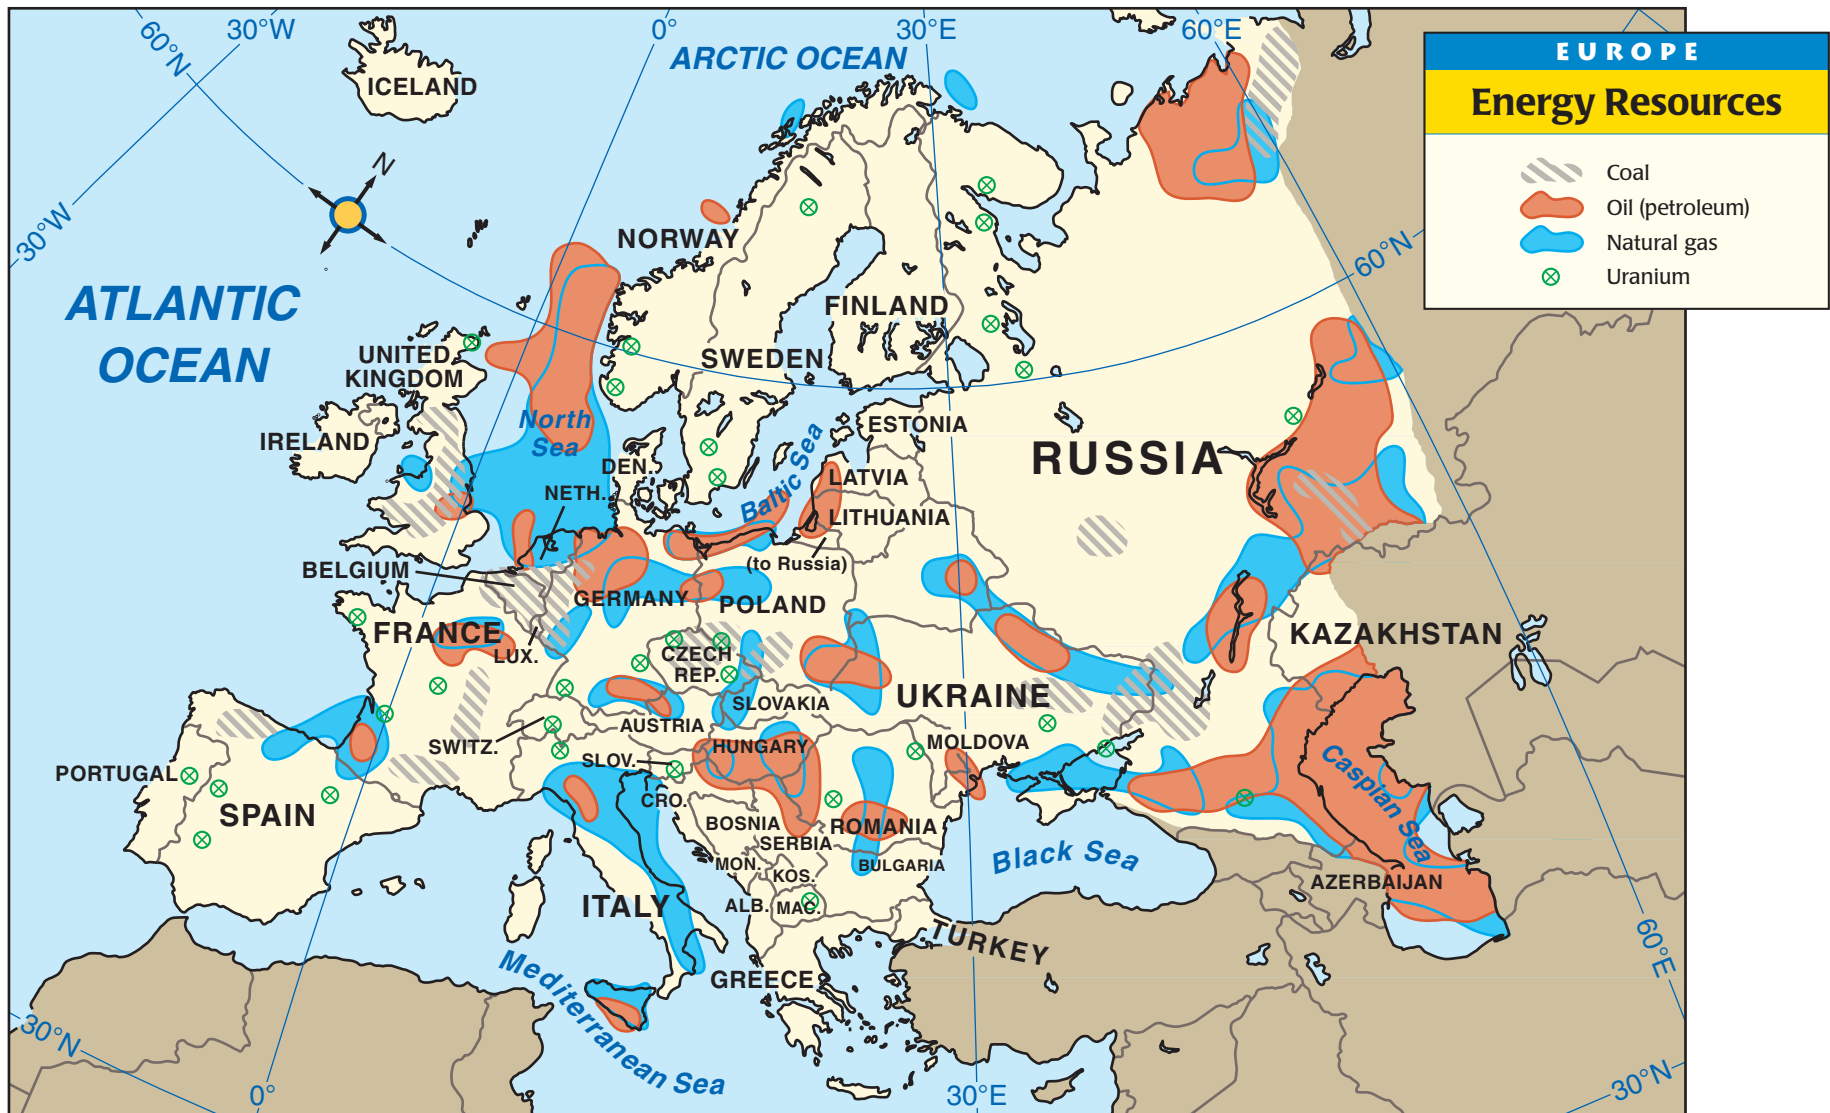 60°N
30°W
0°
30°E
60°E
ARCTIC OCEAN
EUROPE
Energy Resources
Coal
Oil (petroleum)
Natural gas
Uranium
ICELAND
N
30°W
60°N
NORWAY
ATLANTIC
OCEAN
FINLAND
SWEDEN
UNITED
KINGDOM
North
Sea
IRELAND
ESTONIA
RUSSIA
DEN.
Baltic Sea
LATVIA
NETH.
LITHUANIA
(to Russia)
BELGIUM
GERMANY
POLAND
FRANCE
LUX.
KAZAKHSTAN
CZECH
REP.
UKRAINE
SLOVAKIA
AUSTRIA
SWITZ.
HUNGARY
MOLDOVA
SLOV.
PORTUGAL
SPAIN
CRO.
BOSNIA
SERBIA
ROMANIA
Caspian Sea
MON.
KOS.
BULGARIA
Black Sea
AZERBAIJAN
ITALY
ALB.
MAC.
TURKEY
60°E
Mediterranean Sea
GREECE
30°N
0°
30°E
30°N